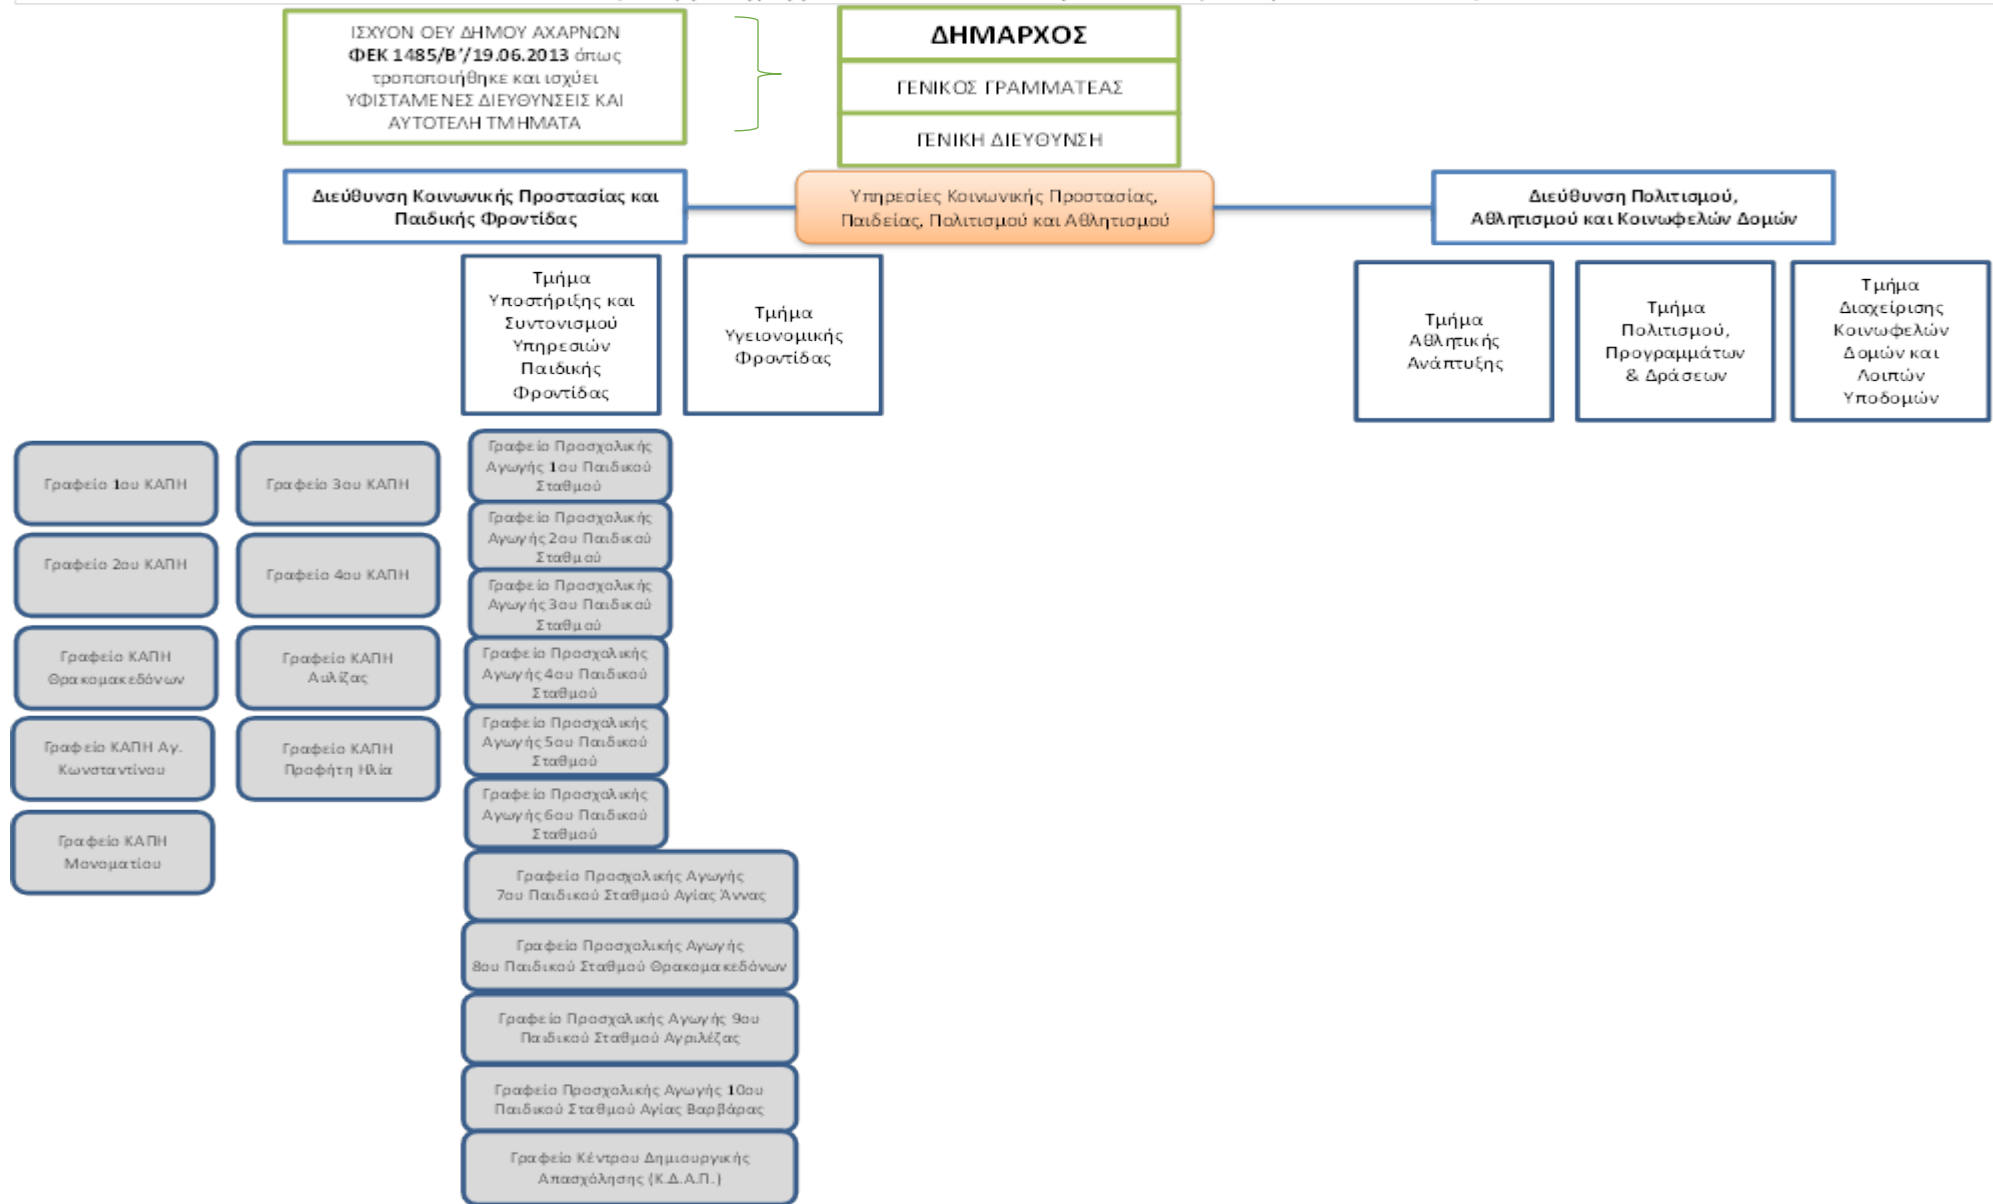 ΙΣΧΥΟΝ ΟΕΥ ΔΗΜΟΥ ΑΧΑΡΝΩΝ
ΦΕΚ 1485/Β’/19.06.2013 όπως
τροποποιήθηκε και ισχύει
ΥΦΙΣΤΑΜΕΝΕΣ ΔΙΕΥΘΥΝΣΕΙΣ ΚΑΙ
ΑΥΤΟΤΕΛΗ ΤΜΗΜΑΤΑ
ΔΗΜΑΡΧΟΣ
ΓΕΝΙΚΟΣ ΓΡΑΜΜΑΤΕΑΣ
ΓΕΝΙΚΗ ΔΙΕΥΘΥΝΣΗ
Διεύθυνση Κοινωνικής Προστασίας και
Παιδικής Φροντίδας
Υπηρεσίες Κοινωνικής Προστασίας,
Παιδείας, Πολιτισμού και Αθλητισμού
Διεύθυνση Πολιτισμού,
Αθλητισμού και Κοινωφελών Δομών
Τμήμα
Υποστήριξης και
Συντονισμού
Υπηρεσιών
Παιδικής
Φροντίδας
Τμήμα
Υγειονομικής
Φροντίδας
Τμήμα
Αθλητικής
Ανάπτυξης
Τμήμα
Πολιτισμού,
Προγραμμάτων
& Δράσεων
Τμήμα
Διαχείρισης
Κοινωφελών
Δομών και
Λοιπών
Υποδομών
Γραφείο 1ου ΚΑΠΗ
Γραφείο 2ου ΚΑΠΗ
Γραφείο ΚΑΠΗ
Θρακομακεδόνων
Γραφείο ΚΑΠΗ Αγ.
Κωνσταντίνου
Γραφείο ΚΑΠΗ
Μονοματίου
Γραφείο 3ου ΚΑΠΗ
Γραφείο 4ου ΚΑΠΗ
Γραφείο ΚΑΠΗ
Αυλίζας
Γραφείο ΚΑΠΗ
Προφήτη Ηλία
Γραφείο Προσχολικής
Αγωγής 1ου Παιδικού
Σταθμού
Γραφείο Προσχολικής
Αγωγής 2ου Παιδικού
Σταθμού
Γραφείο Προσχολικής
Αγωγής 3ου Παιδικού
Σταθμού
Γραφείο Προσχολικής
Αγωγής 4ου Παιδικού
Σταθμού
Γραφείο Προσχολικής
Αγωγής 5ου Παιδικού
Σταθμού
Γραφείο Προσχολικής
Αγωγής 6ου Παιδικού
Σταθμού
Γραφείο Προσχολικής Αγωγής
7ου Παιδικού Σταθμού Αγίας Άννας
Γραφείο Προσχολικής Αγωγής
8ου Παιδικού Σταθμού Θρακομακεδόνων
Γραφείο Προσχολικής Αγωγής 9ου
Παιδικού Σταθμού Αγριλέζας
Γραφείο Προσχολικής Αγωγής 10ου
Παιδικού Σταθμού Αγίας Βαρβάρας
Γραφείο Κέντρου Δημιουργικής
Απασχόλησης (Κ.Δ.Α.Π.)